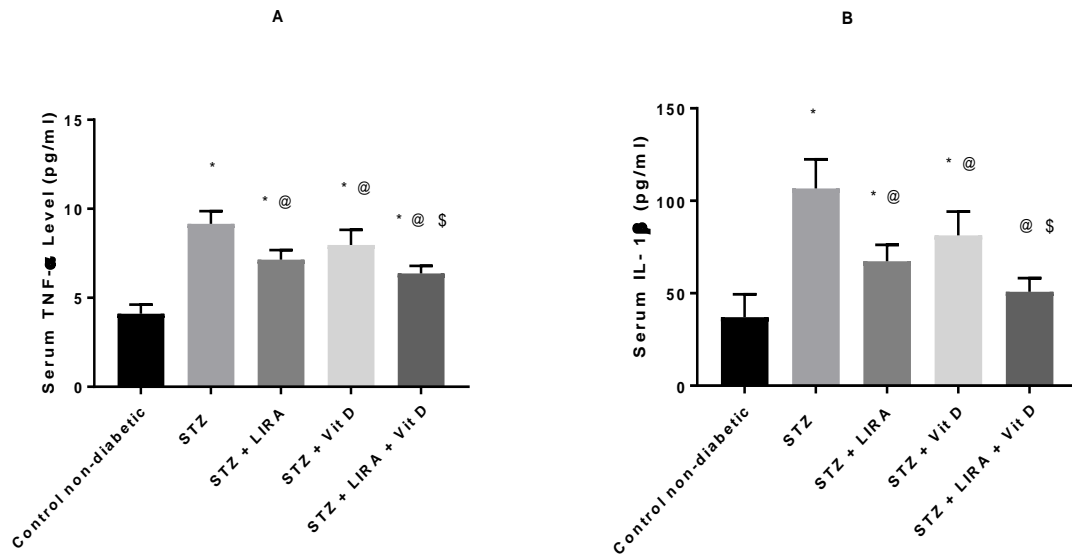 A
Serum TNF-α Level (pg/ml)
15
10
5
0
*
* @
* @
* @ $
Control non-diabetic
STZ
STZ + LIRA
STZ + Vit D
STZ + LIRA + Vit D
B
Serum IL- 1β (pg/ml)
150
100
50
0
*
* @
* @
@ $
Control non-diabetic
STZ
STZ + LIRA
STZ + Vit D
STZ + LIRA + Vit D